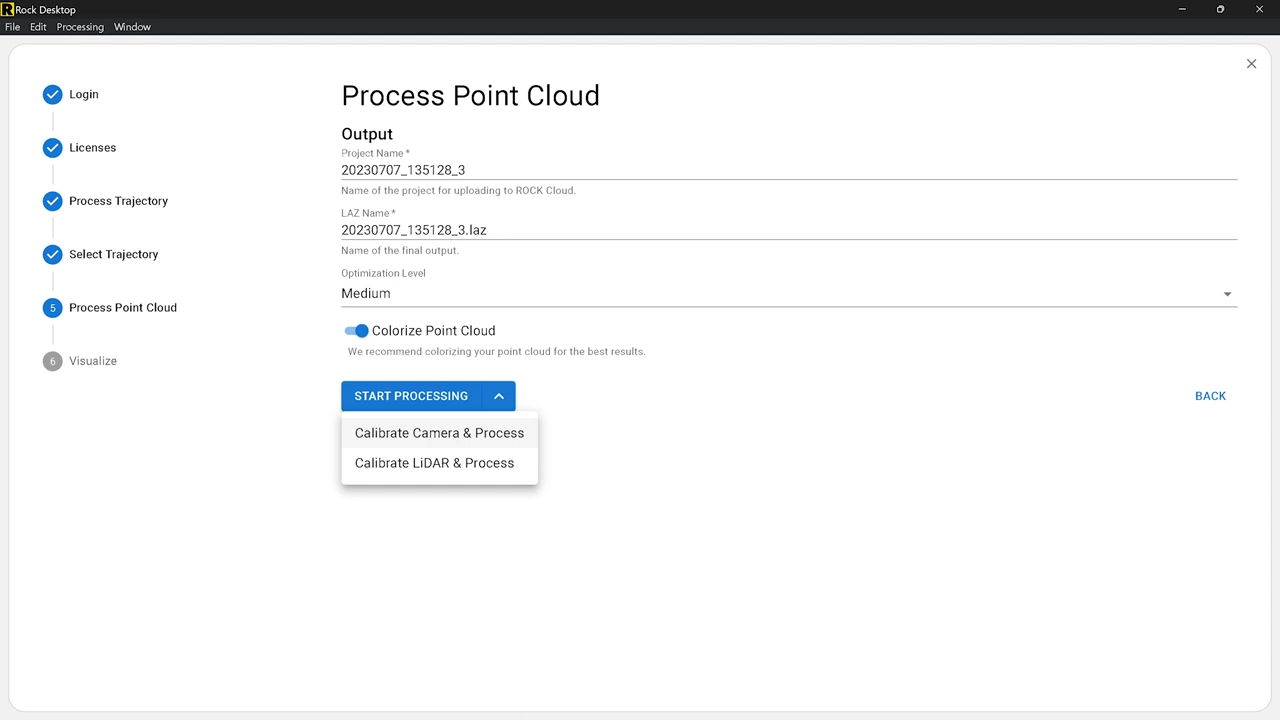 R Rock Desktop
File Edit Processing Window
Login
Licenses
Process Trajectory
Select Trajectory
5 Process Point Cloud
6 Visualize
Process Point Cloud
Output
Project Name *
20230707_135128_3
Name of the project for uploading to ROCK Cloud.
LAZ Name *
20230707_135128_3.laz
Name of the final output.
Optimization Level
Medium
Colorize Point Cloud
We recommend colorizing your point cloud for the best results.
START PROCESSING
BACK
Calibrate Camera & Process
Calibrate LiDAR & Process